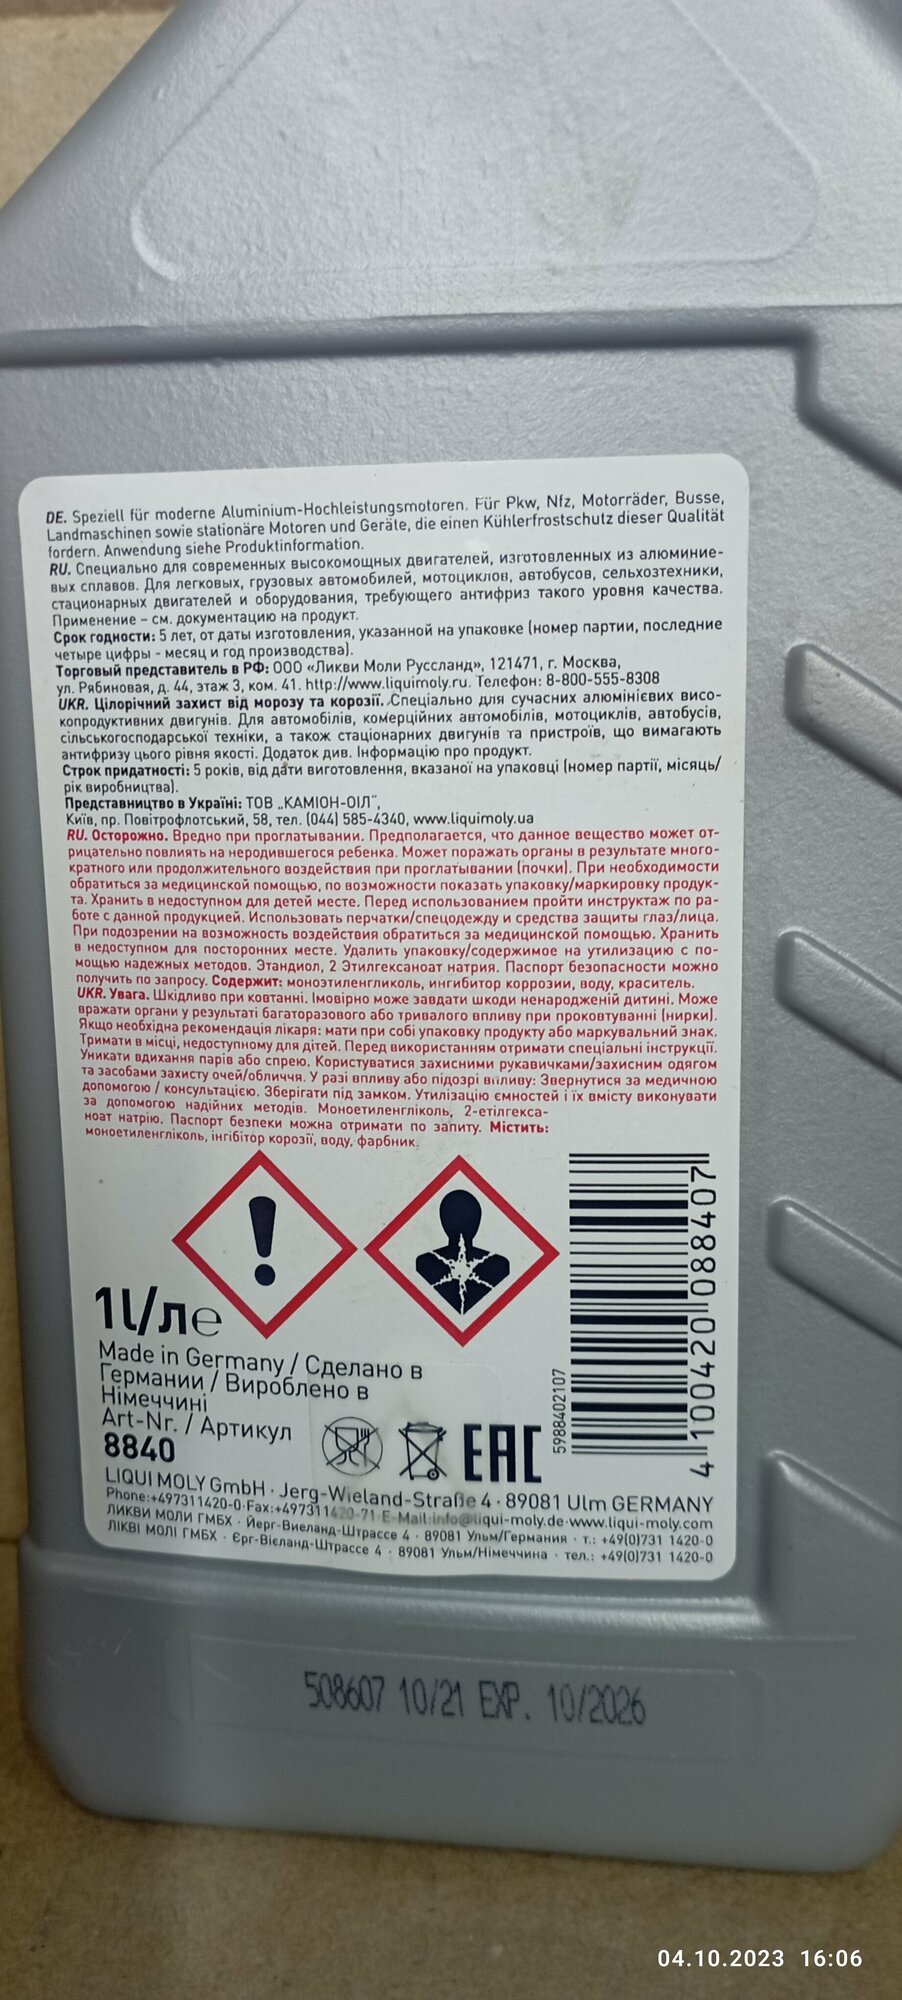 DE. Speziell für moderne Aluminium-Hochleistungsmotoren. Für Pkw, Nfz, Motorräder, Busse,
Landmaschinen sowie stationäre Motoren und Geräte, die einen Kühlerfrostschutz dieser Qualität
fordern. Anwendung siehe Produktinformation.
RU. Специально для современных высокомощных двигателей, изготовленных из алюминие-
вых сплавов. Для легковых, грузовых автомобилей, мотоциклов, автобусов, сельхозтехники,
стационарных двигателей и оборудования, требующего антифриз такого уровня качества.
Применение – см. документацию на продукт.
Срок годности: 5 лет, от даты изготовления, указанной на упаковке (номер партии, последние
четыре цифры - месяц и год производства).
Торговый представитель в РФ: ООО «Ликви Моли Руссланд», 121471, г. Москва,
ул. Рябиновая, д. 44, этаж 3, ком. 41. http://www.liquimoly.ru. Телефон: 8-800-555-8308
UKR. Цілорічний захист від морозу та корозії. Спеціально для сучасних алюмінієвих висо-
копродуктивних двигунів. Для автомобілів, комерційних автомобілів, мотоциклів, автобусів,
сільськогосподарської техніки, а також стаціонарних двигунів та пристроїв, що вимагають
антифризу цього рівня якості. Додаток див. Інформацію про продукт.
Строк придатності: 5 років, від дати виготовлення, вказаної на упаковці (номер партії, місяць/
рік виробництва).
Представництво в Україні: ТОВ „КАМІОН-ОІЛ",
Київ, пр. Повітрофлотський, 58, тел. (044) 585-4340, www.liquimoly.ua
RU. Осторожно. Вредно при проглатывании. Предполагается, что данное вещество может от-
рицательно повлиять на неродившегося ребенка. Может поражать органы в результате много-
кратного или продолжительного воздействия при проглатывании (почки). При необходимости
обратиться за медицинской помощью, по возможности показать упаковку/маркировку продук-
та. Хранить в недоступном для детей месте. Перед использованием пройти инструктаж по ра-
боте с данной продукцией. Использовать перчатки/спецодежду и средства защиты глаз/лица.
При подозрении на возможность воздействия обратиться за медицинской помощью. Хранить
в недоступном для посторонних месте. Удалить упаковку/содержимое на утилизацию с по-
мощью надежных методов. Этандиол, 2 Этилгексаноат натрия. Паспорт безопасности можно
получить по запросу. Содержит: моноэтиленгликоль, ингибитор коррозии, воду, краситель.
UKR. Увага. Шкідливо при ковтанні. Імовірно може завдати шкоди ненародженій дитині. Може
вражати органи у результаті багаторазового або тривалого впливу при проковтуванні (нирки).
Якщо необхідна рекомендація лікаря: мати при собі упаковку продукту або маркувальний знак.
Тримати в місці, недоступному для дітей. Перед використанням отримати спеціальні інструкції.
Уникати вдихання парів або спрею. Користуватися захисними рукавичками/захисним одягом
та засобами захисту очей/обличчя. У разі впливу або підозрі впливу: Звернутися за медичною
допомогою / консультацією. Зберігати під замком. Утилізацію ємностей і їх вмісту виконувати
за допомогою надійних методів. Моноетиленгліколь, 2-етілгекса-
ноат натрію. Паспорт безпеки можна отримати по запиту. Містить:
моноетиленгліколь, інгібітор корозії, воду, фарбник.
1l/л℮
Made in Germany / Сделано в
Германии / Вироблено в
Німеччині
Art-Nr. / Артикул
8840
EAC
5988402107
4 100420 088407
LIQUI MOLY GmbH · Jerg-Wieland-Straße 4 · 89081 Ulm GERMANY
Phone:+497311420-0·Fax:+497311420-71·E-Mail:info@liqui-moly.de·www.liqui-moly.com
ЛИКВИ МОЛИ ГМБХ · Йерг-Виеланд-Штрассе 4 · 89081 Ульм/Германия · т.: +49(0)731 1420-0
ЛІКВІ МОЛІ ГМБХ · Єрг-Вієланд-Штрассе 4 · 89081 Ульм/Німеччина · тел.: +49(0)731 1420-0
508607 10/21 EXP. 10/2026
04.10.2023 16:06